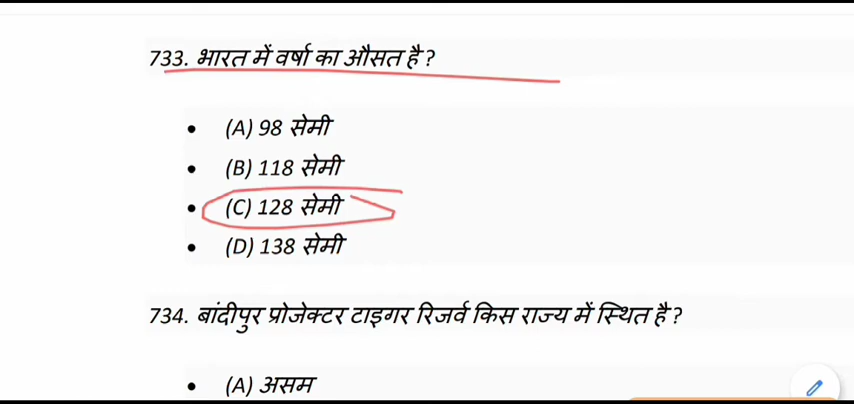 733. भारत में वर्षा का औसत है?
(A) 98 सेमी
(B) 118 सेमी
(C) 128 सेमी
(D) 138 सेमी
734. बांदीपुर प्रोजेक्टर टाइगर रिजर्व किस राज्य में स्थित है?
(A) असम